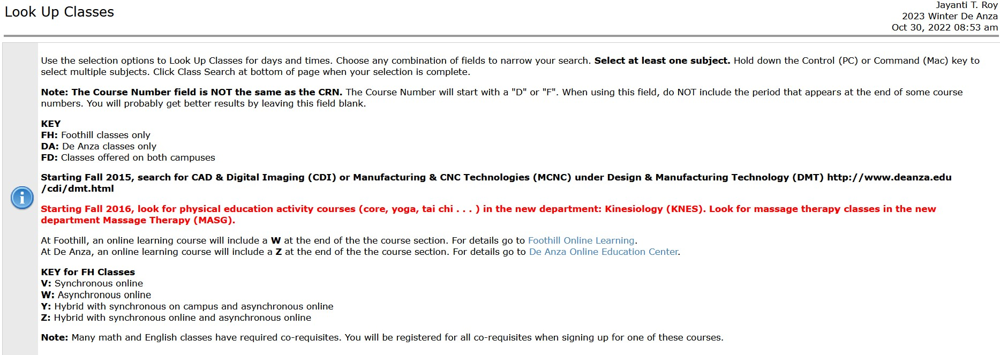 Look Up Classes
Jayanti T. Roy
2023 Winter De Anza
Oct 30, 2022 08:53 am
Use the selection options to Look Up Classes for days and times. Choose any combination of fields to narrow your search. Select at least one subject. Hold down the Control (PC) or Command (Mac) key to
select multiple subjects. Click Class Search at bottom of page when your selection is complete.
Note: The Course Number field is NOT the same as the CRN. The Course Number will start with a "D" or "F". When using this field, do NOT include the period that appears at the end of some course
numbers. You will probably get better results by leaving this field blank.
KEY
FH: Foothill classes only
DA: De Anza classes only
FD: Classes offered on both campuses
Starting Fall 2015, search for CAD & Digital Imaging (CDI) or Manufacturing & CNC Technologies (MCNC) under Design & Manufacturing Technology (DMT) http://www.deanza.edu
/cdi/dmt.html
Starting Fall 2016, look for physical education activity courses (core, yoga, tai chi . . . ) in the new department: Kinesiology (KNES). Look for massage therapy classes in the new
department Massage Therapy (MASG).
At Foothill, an online learning course will include a W at the end of the the course section. For details go to Foothill Online Learning.
At De Anza, an online learning course will include a Z at the end of the the course section. For details go to De Anza Online Education Center.
KEY for FH Classes
V: Synchronous online
W: Asynchronous online
Y: Hybrid with synchronous on campus and asynchronous online
Z: Hybrid with synchronous online and asynchronous online
Note: Many math and English classes have required co-requisites. You will be registered for all co-requisites when signing up for one of these courses.